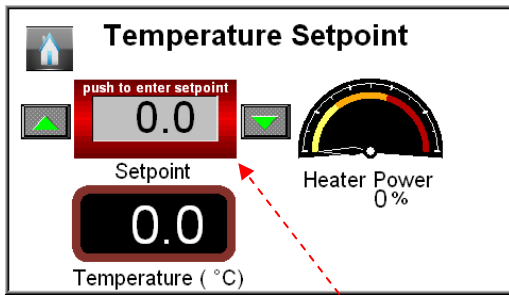 Temperature Setpoint
push to enter setpoint
0.0
Setpoint
Heater Power
0%
0.0
Temperature ( °C)